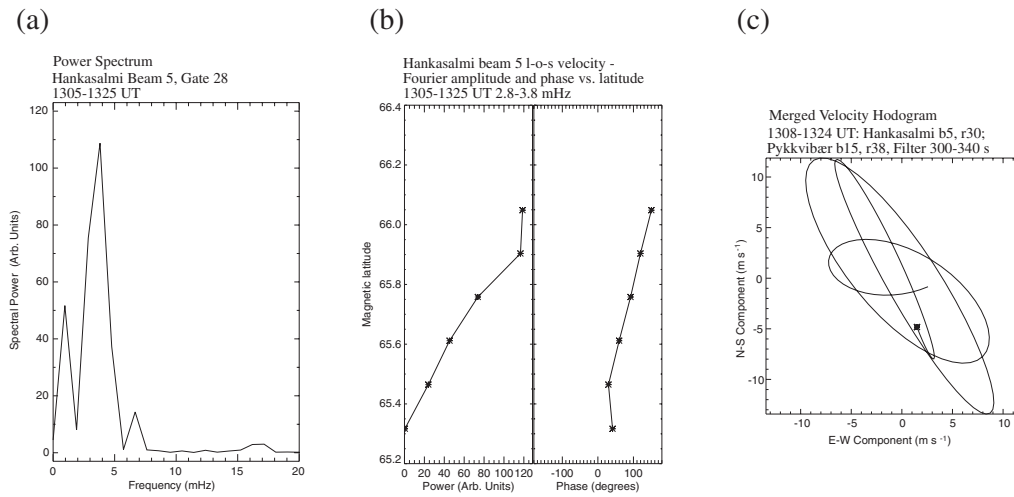 (a)
Power Spectrum
Hankasalmi Beam 5, Gate 28
1305-1325 UT
120
100
80
60
40
20
0
Spectral Power (Arb. Units)
0 5 10 15 20
Frequency (mHz)
(b)
Hankasalmi beam 5 l-o-s velocity -
Fourier amplitude and phase vs. latitude
1305-1325 UT 2.8-3.8 mHz
66.4
66.2
66.0
65.8
65.6
65.4
65.2
Magnetic latitude
0 20 40 60 80 100 120
Power (Arb. Units)
-100 0 100
Phase (degrees)
(c)
Merged Velocity Hodogram
1308-1324 UT: Hankasalmi b5, r30;
Pykkvibær b15, r38, Filter 300-340 s
10
5
0
-5
-10
N-S Component (m s⁻¹)
-10 -5 0 5 10
E-W Component (m s⁻¹)